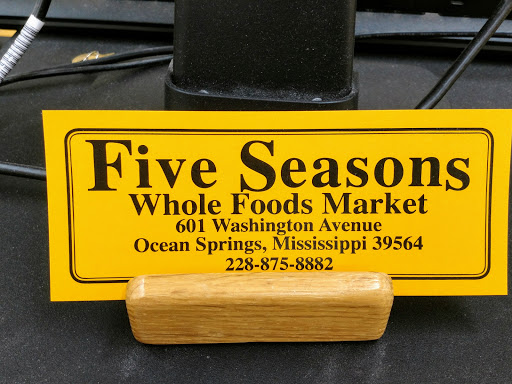 Five Seasons
Whole Foods Market
601 Washington Avenue
Ocean Springs, Mississippi 39564
228-875-8882